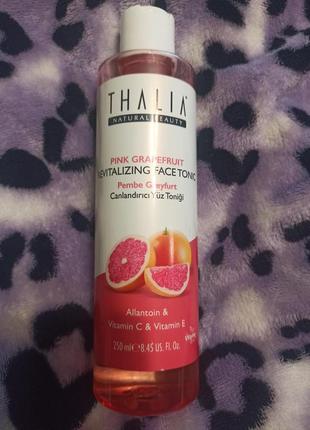 THALIA
NATURAL BEAUTY
PINK GRAPEFRUIT
REVITALIZING FACE TONIC
Pembe Greyfurt
Canlandırıcı Yüz Toniği
Allantoin &
Vitamin C & Vitamin E
250 ml ℮ 8.45 US. Fl. Oz.